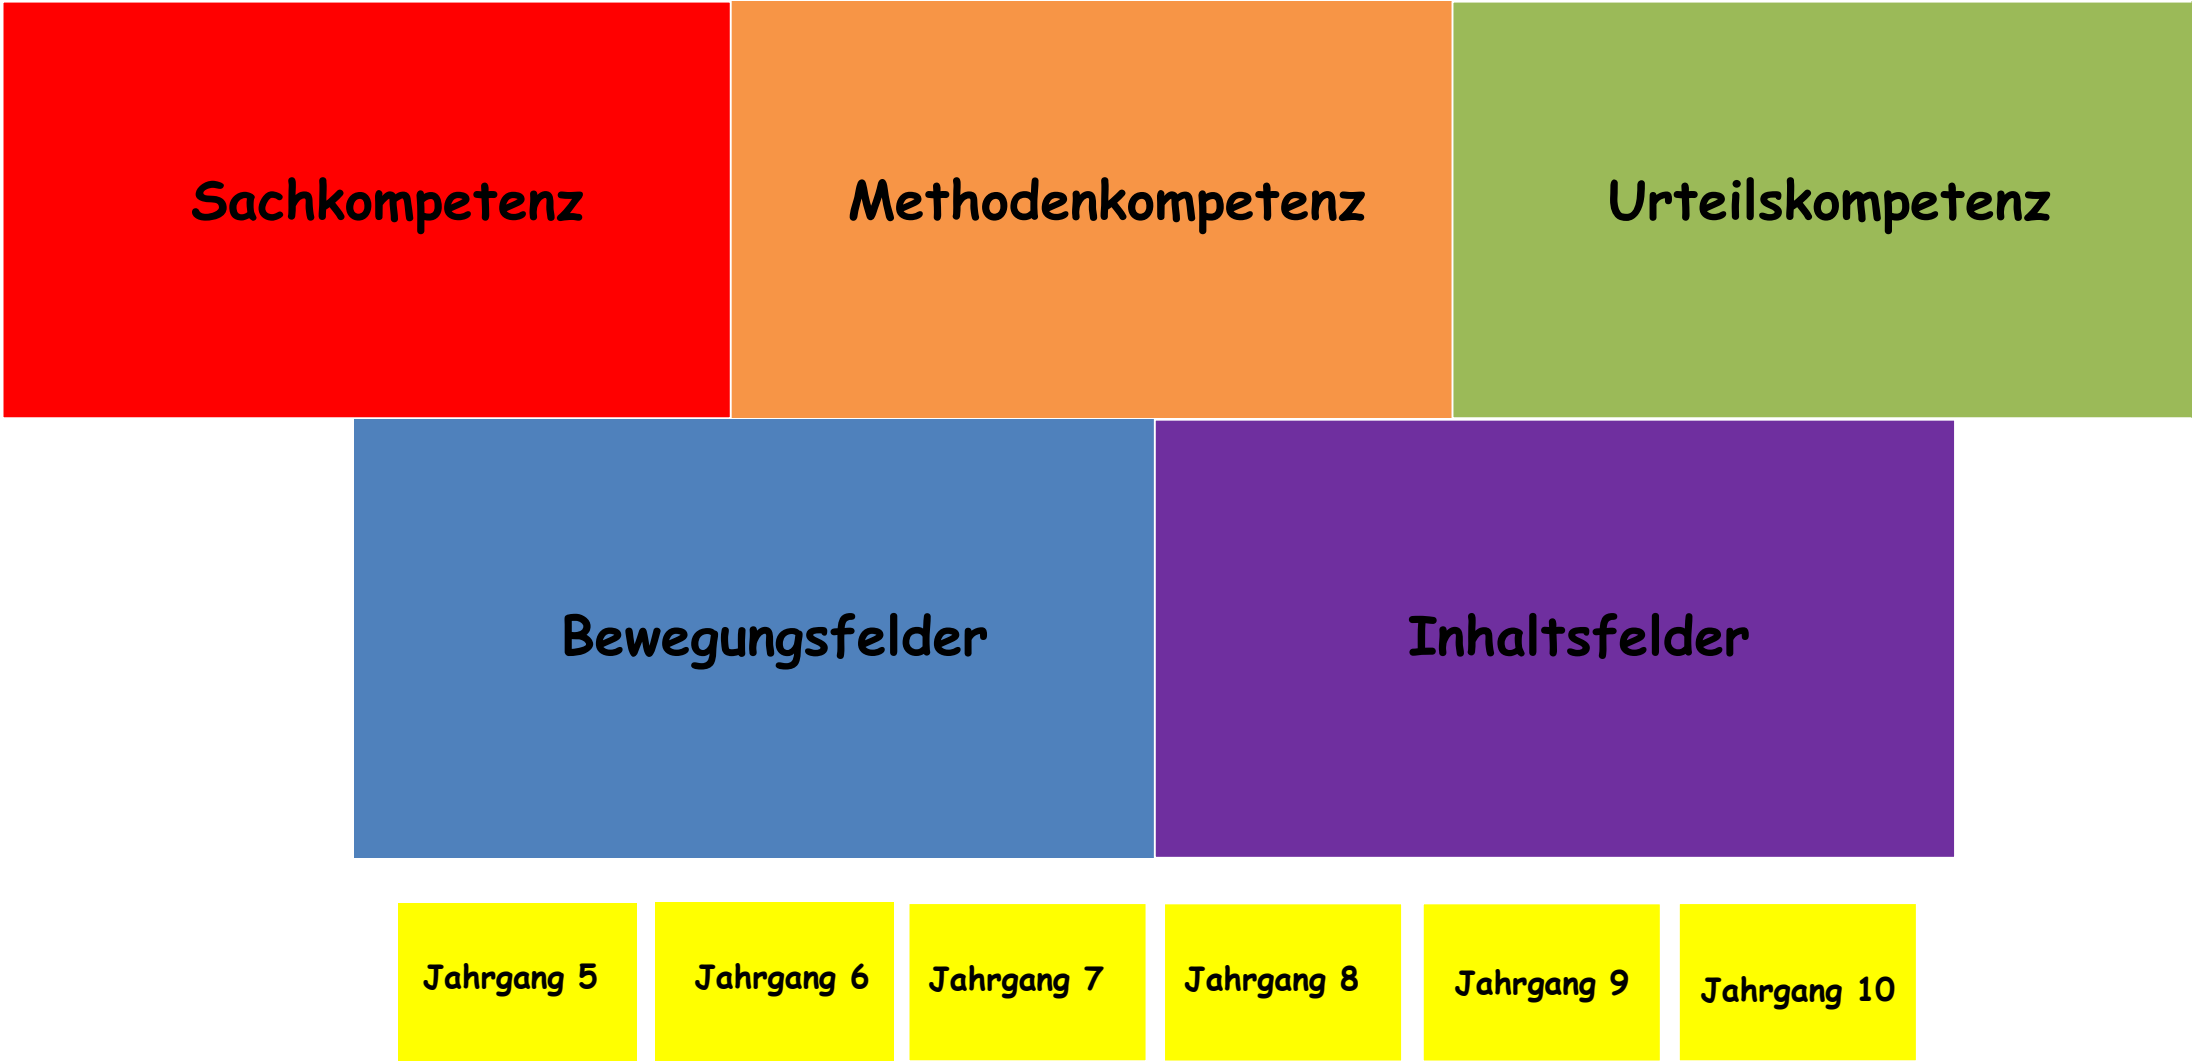 Sachkompetenz
Methodenkompetenz
Urteilskompetenz
Bewegungsfelder
Inhaltsfelder
Jahrgang 5
Jahrgang 6
Jahrgang 7
Jahrgang 8
Jahrgang 9
Jahrgang 10